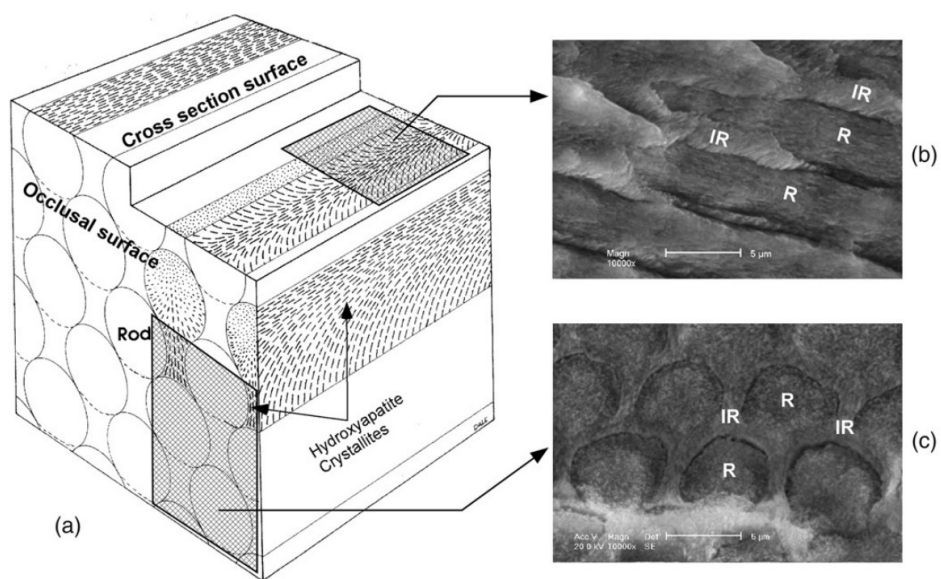 Cross section surface
Occlusal surface
Rod
Hydroxyapatite
Crystallites
DALE
(a)
IR
IR
R
R
(b)
Magn
10000x
5 µm
R
IR
IR
R
(c)
Acc.V Magn Det
20.0 kV 10000x SE
5 µm